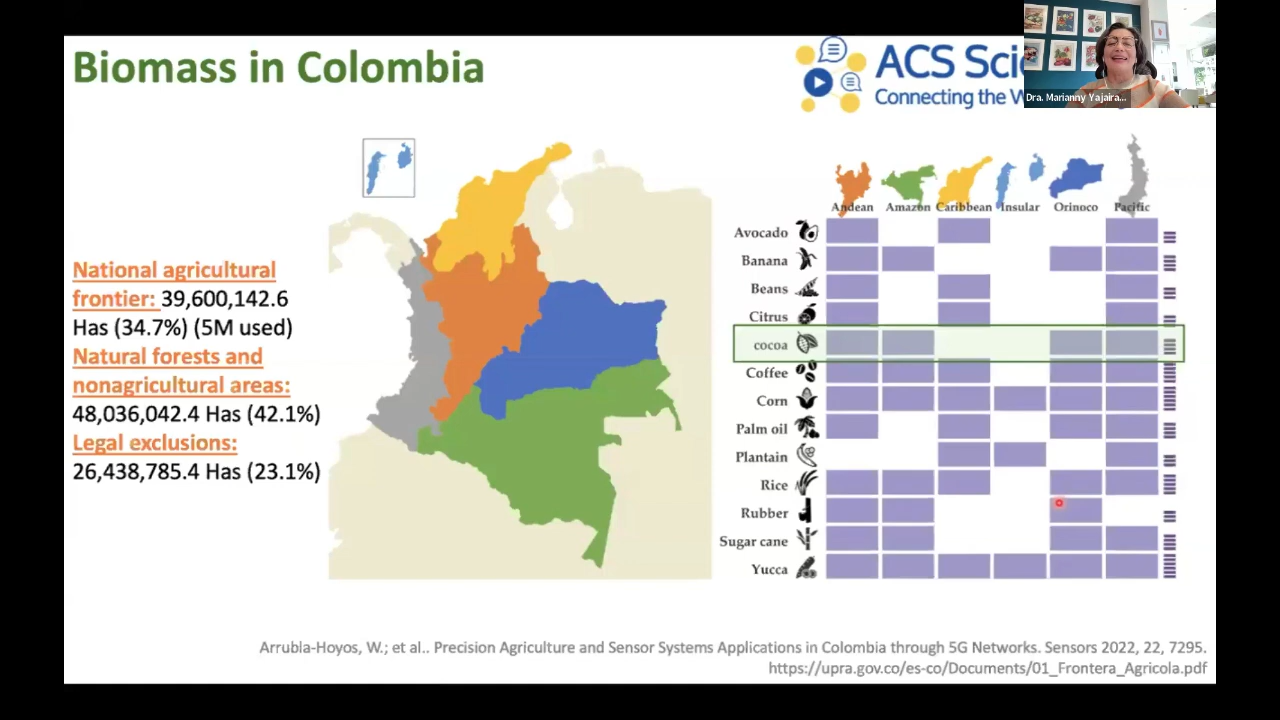 Biomass in Colombia
ACS Sci
Connecting the W
Dra. Marianny Yajaira...
National agricultural
frontier: 39,600,142.6
Has (34.7%) (5M used)
Natural forests and
nonagricultural areas:
48,036,042.4 Has (42.1%)
Legal exclusions:
26,438,785.4 Has (23.1%)
Andean Amazon Caribbean Insular Orinoco Pacific
Avocado
Banana
Beans
Citrus
cocoa
Coffee
Corn
Palm oil
Plantain
Rice
Rubber
Sugar cane
Yucca
Arrubla-Hoyos, W.; et al.. Precision Agriculture and Sensor Systems Applications in Colombia through 5G Networks. Sensors 2022, 22, 7295.
https://upra.gov.co/es-co/Documents/01_Frontera_Agricola.pdf